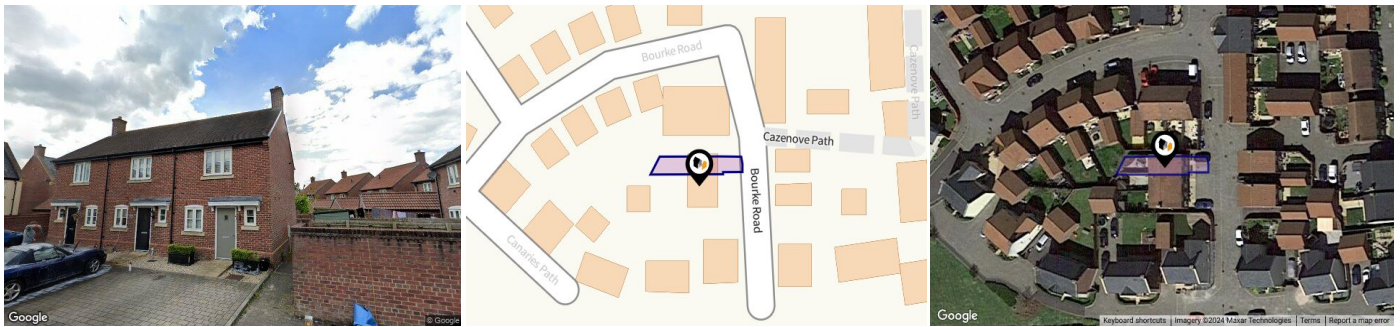 Google
© Google
Bourke Road
Cazenove Path
Cazenove Path
Bourke Road
Canaries Path
Google
Keyboard shortcuts
Imagery ©2024 Maxar Technologies
Terms
Report a map error